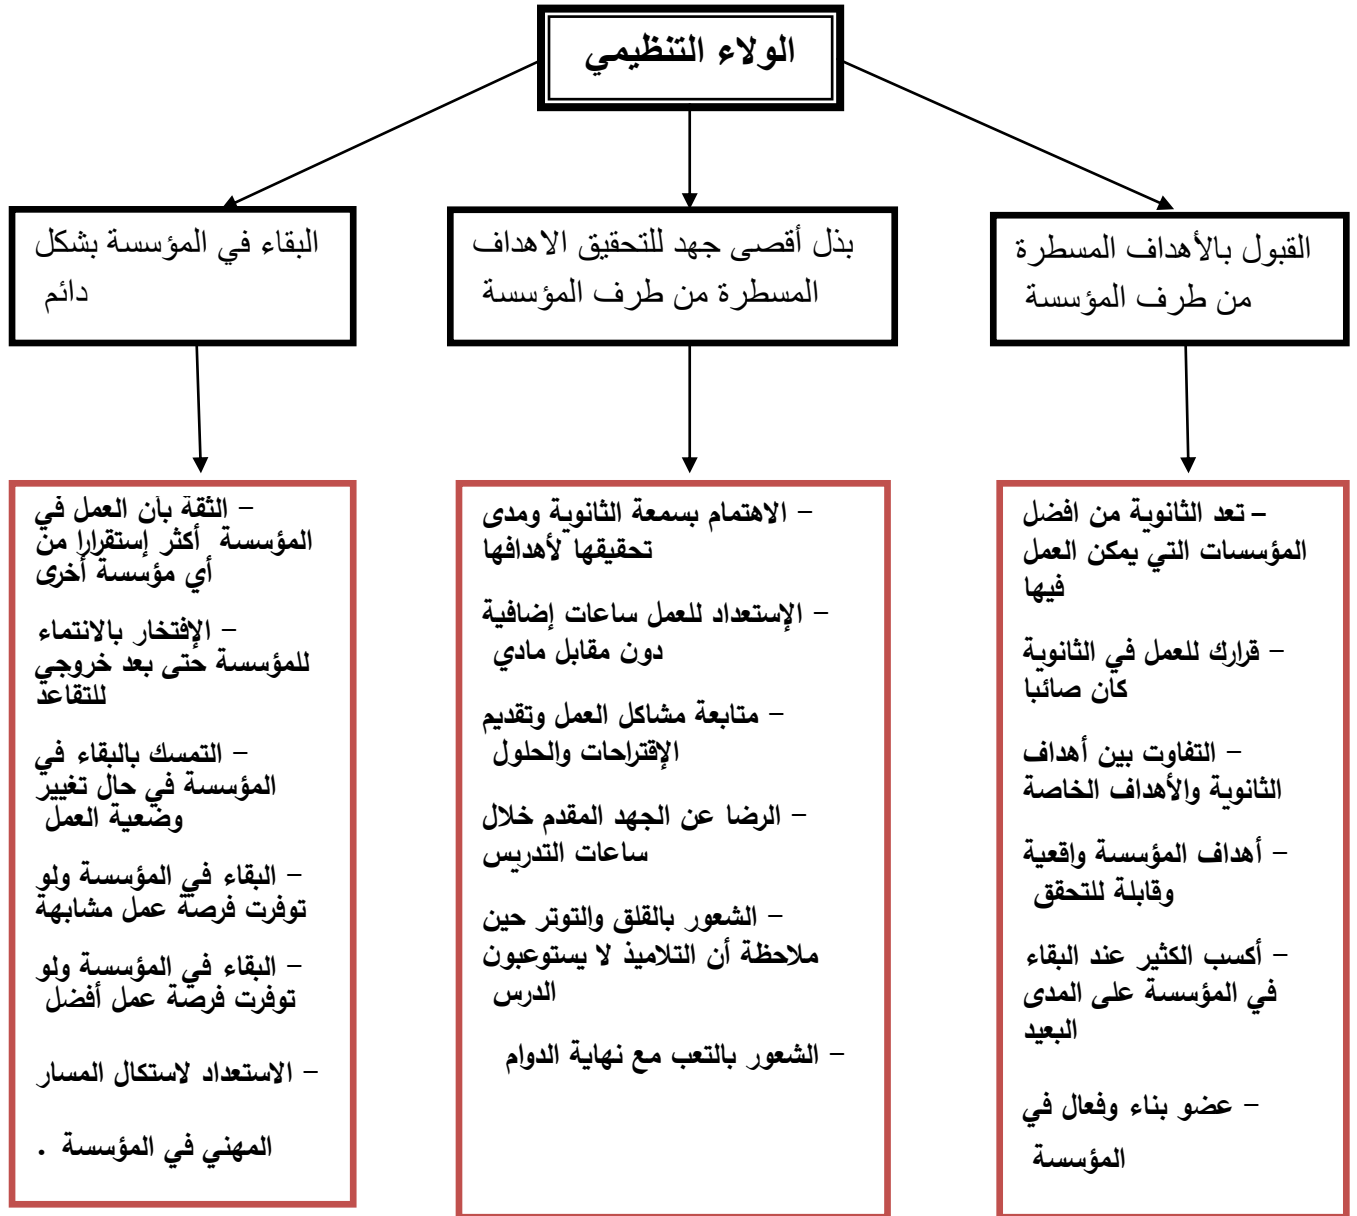 الولاء التنظيمي
القبول بالأهداف المسطرة
من طرف المؤسسة
بذل أقصى جهد للتحقيق الاهداف
المسطرة من طرف المؤسسة
البقاء في المؤسسة بشكل
دائم
– تعد الثانوية من افضل
المؤسسات التي يمكن العمل
فيها
– قرارك للعمل في الثانوية
كان صائبا
– التفاوت بين أهداف
الثانوية والأهداف الخاصة
– أهداف المؤسسة واقعية
وقابلة للتحقق
– أكسب الكثير عند البقاء
في المؤسسة على المدى
البعيد
– عضو بناء وفعال في
المؤسسة
– الاهتمام بسمعة الثانوية ومدى
تحقيقها لأهدافها
– الإستعداد للعمل ساعات إضافية
دون مقابل مادي
– متابعة مشاكل العمل وتقديم
الإقتراحات والحلول
– الرضا عن الجهد المقدم خلال
ساعات التدريس
– الشعور بالقلق والتوتر حين
ملاحظة أن التلاميذ لا يستوعبون
الدرس
– الشعور بالتعب مع نهاية الدوام
– الثقة بأن العمل في
المؤسسة أكثر إستقرارا من
أي مؤسسة أخرى
– الإفتخار بالانتماء
للمؤسسة حتى بعد خروجي
للتقاعد
– التمسك بالبقاء في
المؤسسة في حال تغيير
وضعية العمل
– البقاء في المؤسسة ولو
توفرت فرصة عمل مشابهة
– البقاء في المؤسسة ولو
توفرت فرصة عمل أفضل
– الاستعداد لاستكال المسار
المهني في المؤسسة .